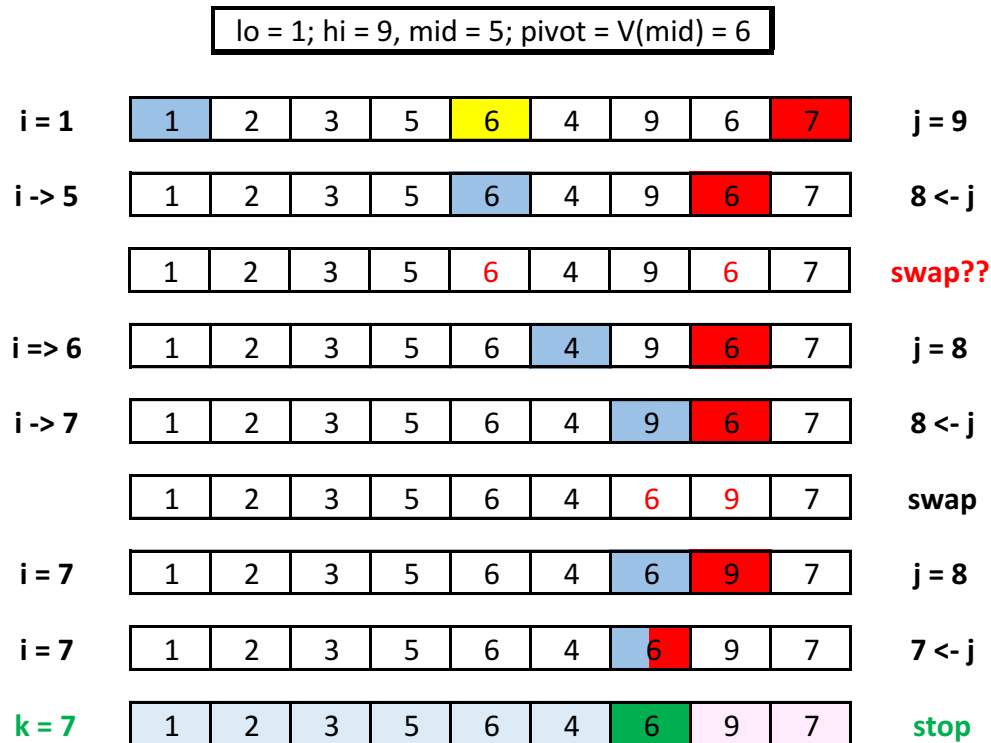 lo = 1; hi = 9, mid = 5; pivot = V(mid) = 6
i = 1 1 2 3 5 6 4 9 6 7 j = 9
i -> 5 1 2 3 5 6 4 9 6 7 8 <- j
1 2 3 5 6 4 9 6 7 swap??
i => 6 1 2 3 5 6 4 9 6 7 j = 8
i -> 7 1 2 3 5 6 4 9 6 7 8 <- j
1 2 3 5 6 4 6 9 7 swap
i = 7 1 2 3 5 6 4 6 9 7 j = 8
i = 7 1 2 3 5 6 4 6 9 7 7 <- j
k = 7 1 2 3 5 6 4 6 9 7 stop